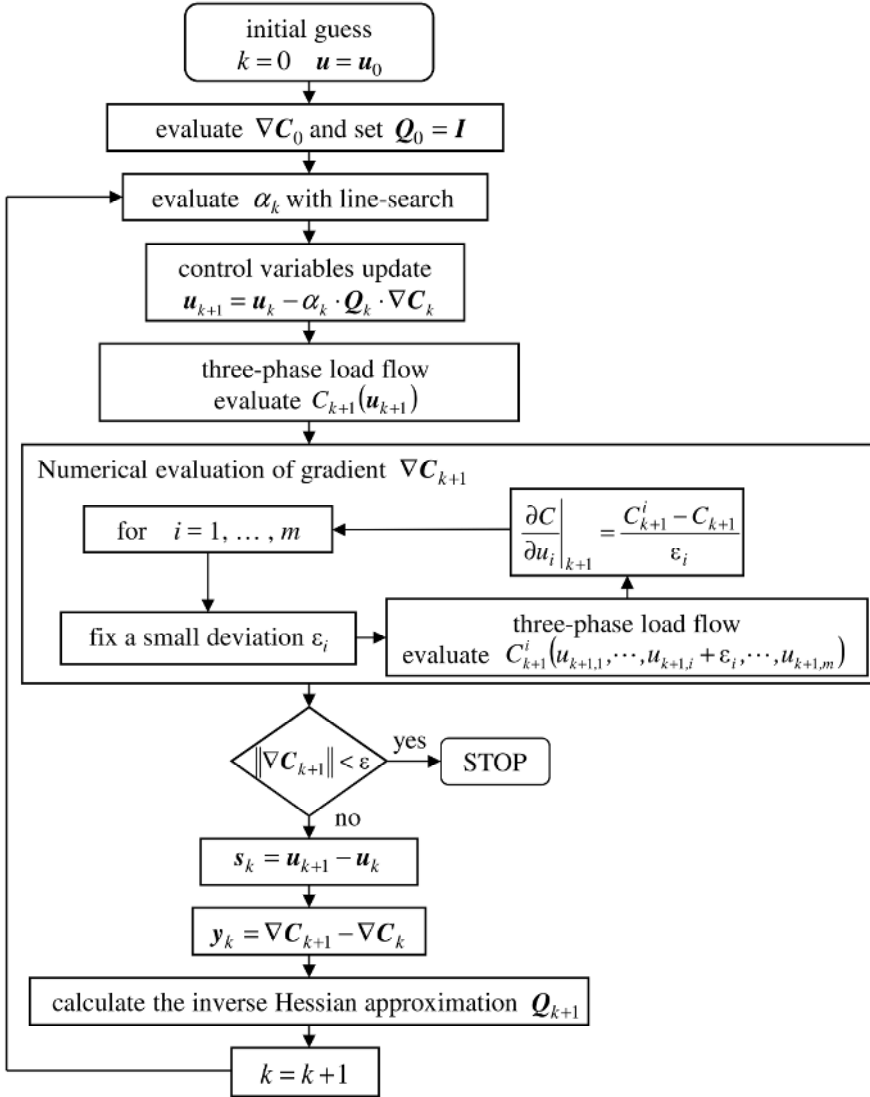 initial guess
k = 0 u = u₀
evaluate ∇C₀ and set Q₀ = I
evaluate αₖ with line-search
control variables update
uₖ₊₁ = uₖ − αₖ · Qₖ · ∇Cₖ
three-phase load flow
evaluate Cₖ₊₁(uₖ₊₁)
Numerical evaluation of gradient ∇Cₖ₊₁
for i = 1, … , m
∂C/∂uᵢ|ₖ₊₁ = (Cⁱₖ₊₁ − Cₖ₊₁)/εᵢ
fix a small deviation εᵢ
three-phase load flow
evaluate Cⁱₖ₊₁(uₖ₊₁,₁,⋯,uₖ₊₁,ᵢ + εᵢ,⋯,uₖ₊₁,ₘ)
‖∇Cₖ₊₁‖ < ε
yes
STOP
no
sₖ = uₖ₊₁ − uₖ
yₖ = ∇Cₖ₊₁ − ∇Cₖ
calculate the inverse Hessian approximation Qₖ₊₁
k = k+1